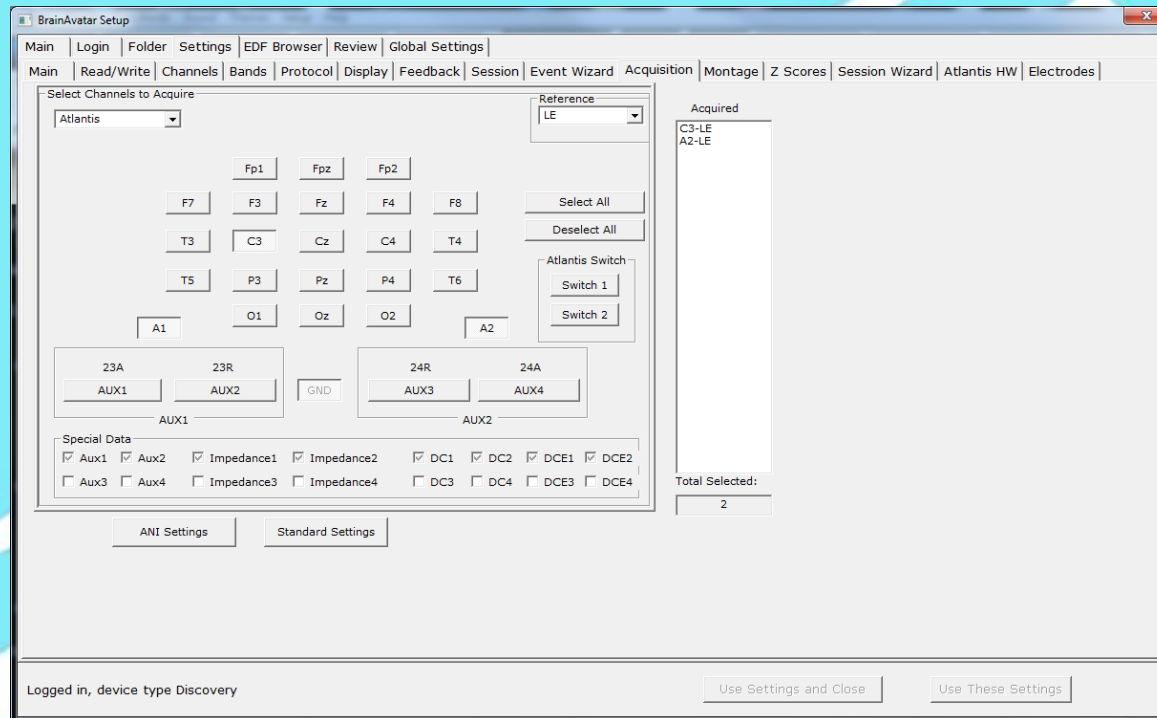 BrainAvatar Setup
Main Login Folder Settings EDF Browser Review Global Settings
Main Read/Write Channels Bands Protocol Display Feedback Session Event Wizard Acquisition Montage Z Scores Session Wizard Atlantis HW Electrodes
Select Channels to Acquire
Atlantis
Reference
LE
Fp1 Fpz Fp2
F7 F3 Fz F4 F8
T3 C3 Cz C4 T4
T5 P3 Pz P4 T6
A1 O1 Oz O2 A2
Select All
Deselect All
Atlantis Switch
Switch 1
Switch 2
23A 23R 24R 24A
AUX1 AUX2 GND AUX3 AUX4
AUX1 AUX2
Special Data
Aux1 Aux2 Impedance1 Impedance2 DC1 DC2 DCE1 DCE2
Aux3 Aux4 Impedance3 Impedance4 DC3 DC4 DCE3 DCE4
ANI Settings Standard Settings
Acquired
C3-LE
A2-LE
Total Selected:
2
Logged in, device type Discovery
Use Settings and Close Use These Settings